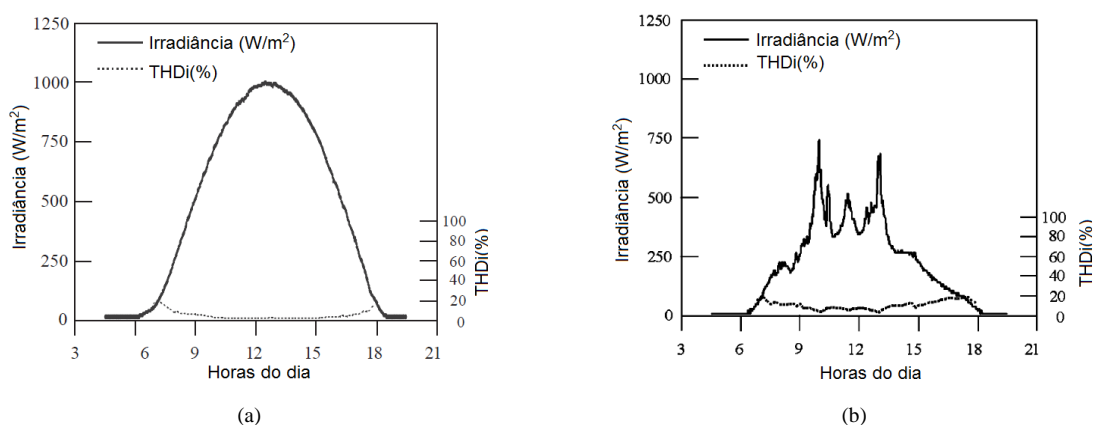 1250
Irradiância (W/m²)
THDi(%)
1000
750
500
250
0
Irradiância (W/m²)
100
80
60
40
20
0
THDi(%)
3 6 9 12 15 18 21
Horas do dia
(a)
1250
Irradiância (W/m²)
THDi(%)
1000
750
500
250
0
Irradiância (W/m²)
100
80
60
40
20
0
THDi(%)
3 6 9 12 15 18 21
Horas do dia
(b)